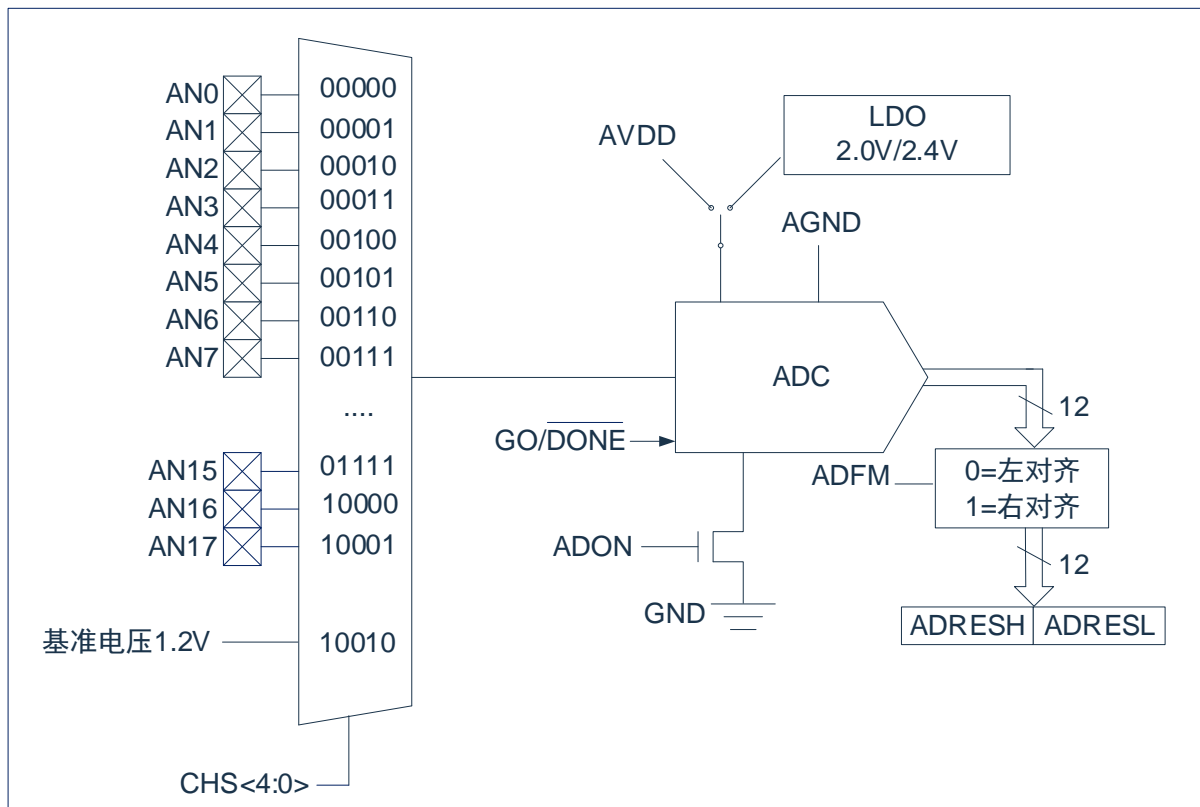 AN0
00000
AN1
00001
AN2
00010
AN3
00011
AN4
00100
AN5
00101
AN6
00110
AN7
00111
....
AN15
01111
AN16
10000
AN17
10001
基准电压1.2V
10010
CHS<4:0>
AVDD
LDO
2.0V/2.4V
AGND
ADC
GO/DONE
12
ADFM
0=左对齐
1=右对齐
ADON
12
GND
ADRESH
ADRESL